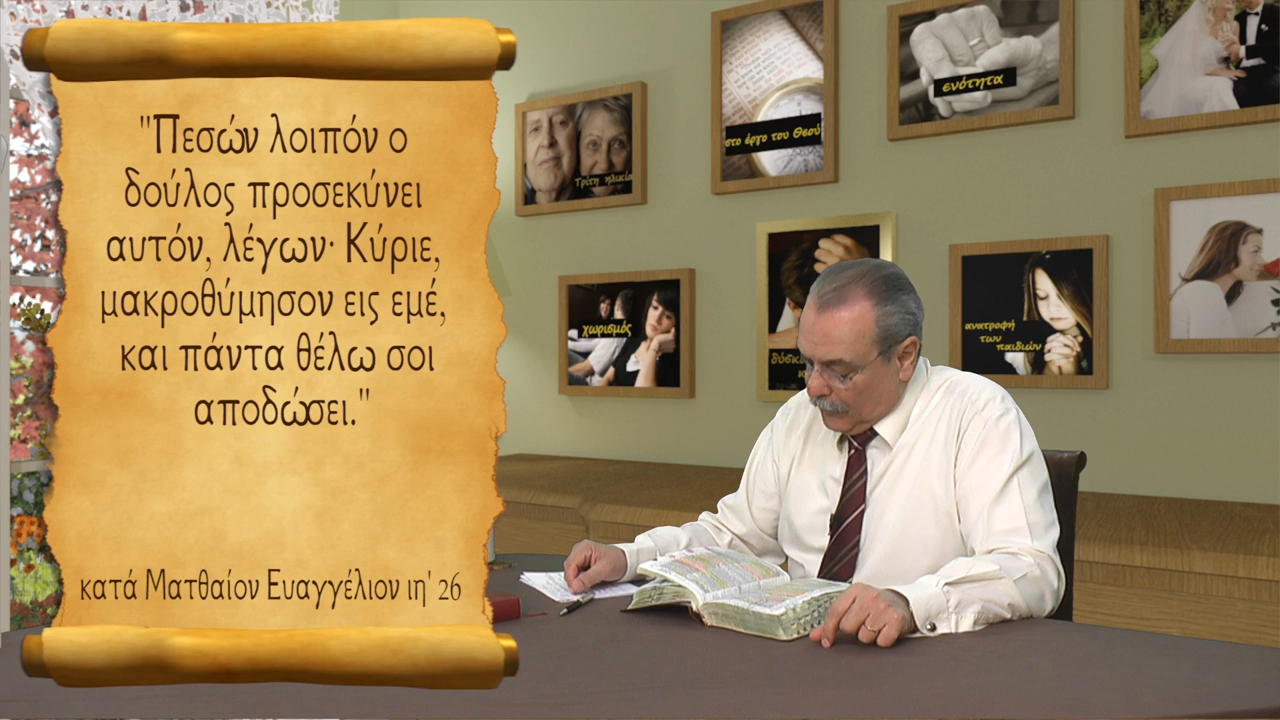 "Πεσών λοιπόν ο
δούλος προσεκύνει
αυτόν, λέγων· Κύριε,
μακροθύμησον εις εμέ,
και πάντα θέλω σοι
αποδώσει."
κατά Ματθαίον Ευαγγέλιον ιη' 26
Τρίτη ηλικία
στο έργο του Θεού
ενότητα
χωρισμός
ανατροφή
των
παιδιών